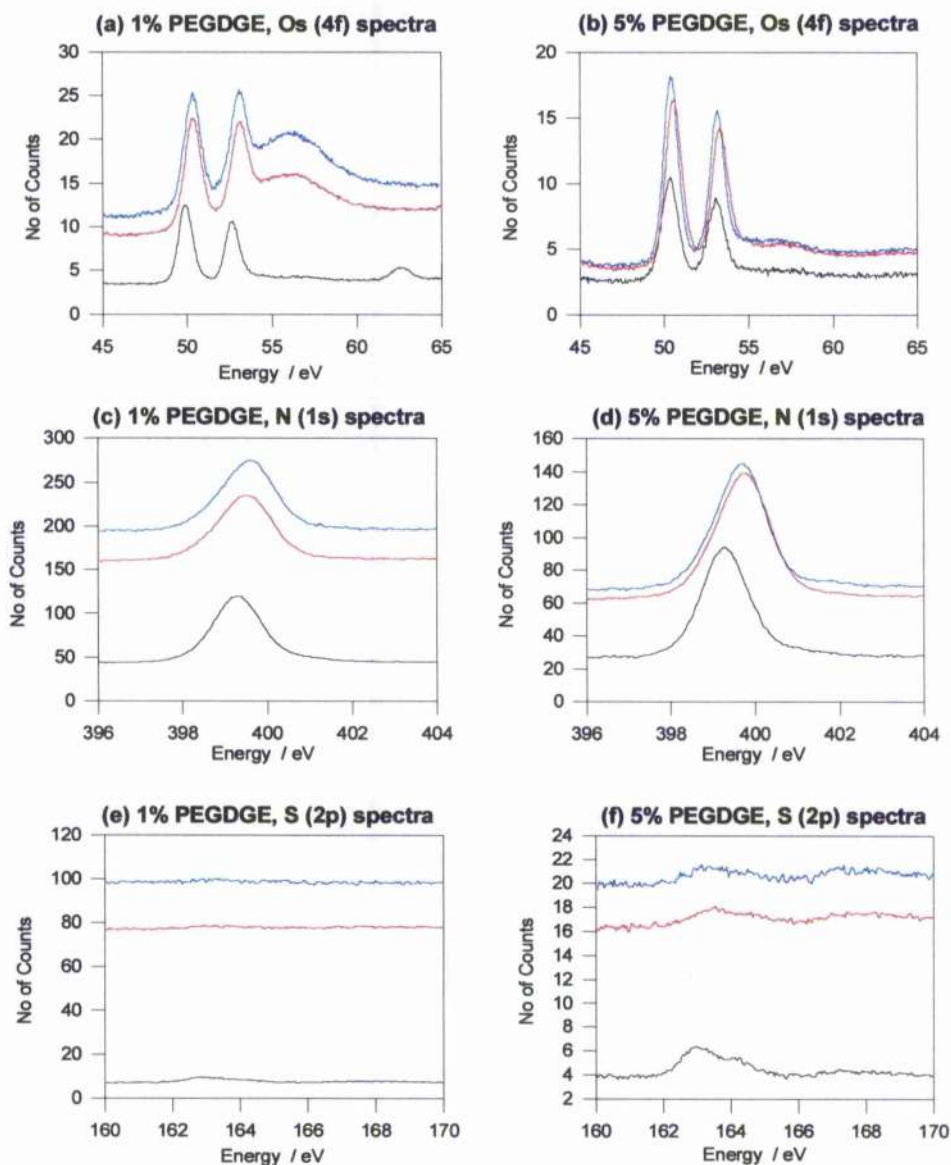 (a) 1% PEGDGE, Os (4f) spectra
30
25
20
15
10
5
0
No of Counts
45 50 55 60 65
Energy / eV
(b) 5% PEGDGE, Os (4f) spectra
20
15
10
5
0
No of Counts
45 50 55 60 65
Energy / eV
(c) 1% PEGDGE, N (1s) spectra
300
250
200
150
100
50
0
No of Counts
396 398 400 402 404
Energy / eV
(d) 5% PEGDGE, N (1s) spectra
160
140
120
100
80
60
40
20
0
No of Counts
396 398 400 402 404
Energy / eV
(e) 1% PEGDGE, S (2p) spectra
120
100
80
60
40
20
0
No of Counts
160 162 164 166 168 170
Energy / eV
(f) 5% PEGDGE, S (2p) spectra
24
22
20
18
16
14
12
10
8
6
4
2
No of Counts
160 162 164 166 168 170
Energy / eV